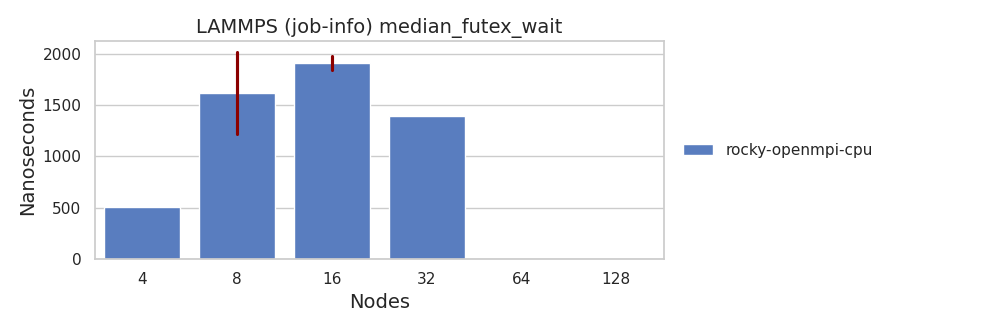 LAMMPS (job-info) median_futex_wait
2000
1500
1000
500
0
Nanoseconds
4 8 16 32 64 128
Nodes
rocky-openmpi-cpu